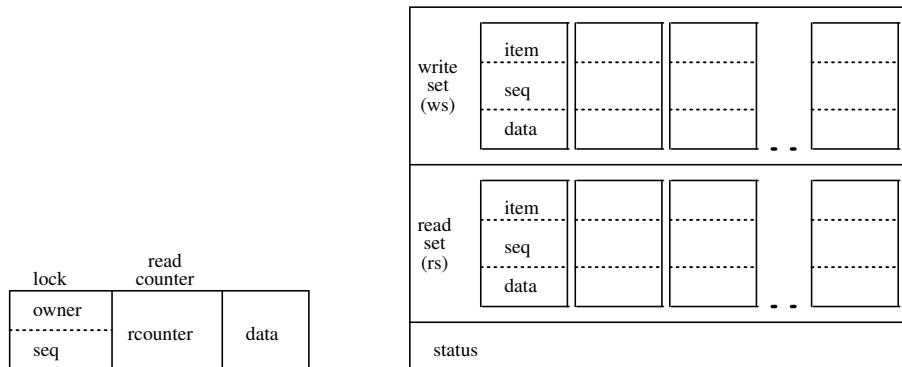 lock
read
counter
owner
seq
rcounter
data
write
set
(ws)
item
seq
data
read
set
(rs)
item
seq
data
status